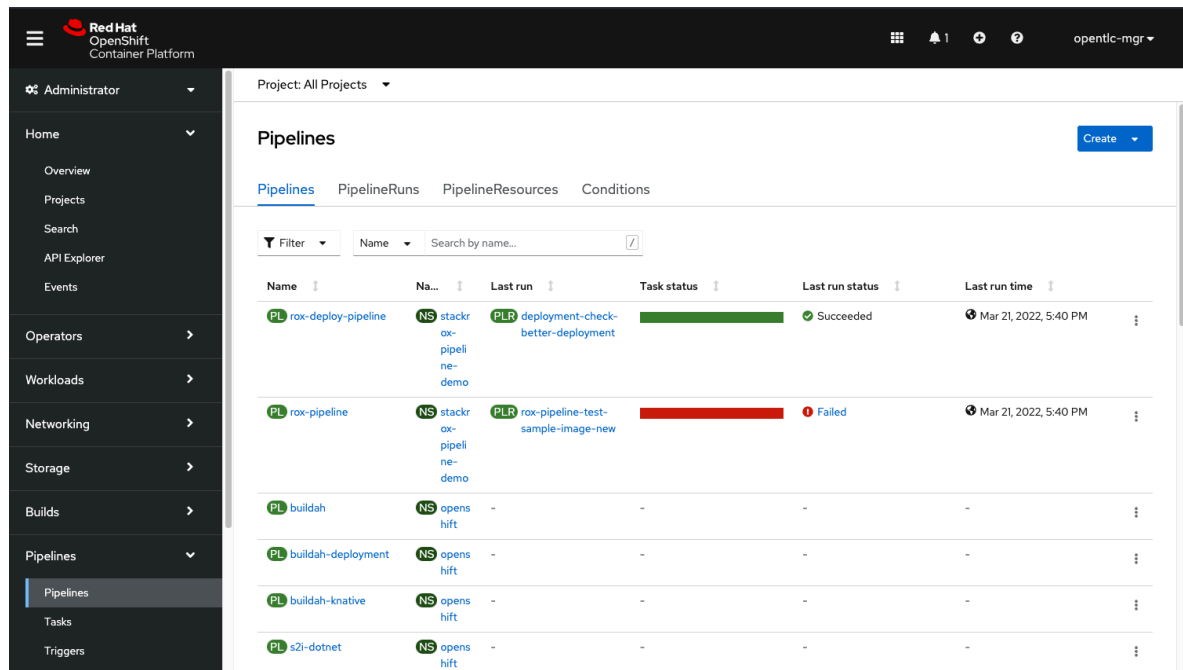 Red Hat
OpenShift
Container Platform
1
opentlc-mgr
Administrator
Project: All Projects
Home
Overview
Projects
Search
API Explorer
Events
Operators
Workloads
Networking
Storage
Builds
Pipelines
Pipelines
Tasks
Triggers
Pipelines
Create
Pipelines PipelineRuns PipelineResources Conditions
Filter Name Search by name... /
Name Na... Last run Task status Last run status Last run time
PL rox-deploy-pipeline NS stackr PLR deployment-check- Succeeded Mar 21, 2022, 5:40 PM
ox- better-deployment
pipeli
ne-
demo
PL rox-pipeline NS stackr PLR rox-pipeline-test- Failed Mar 21, 2022, 5:40 PM
ox- sample-image-new
pipeli
ne-
demo
PL buildah NS opens - - - -
hift
PL buildah-deployment NS opens - - - -
hift
PL buildah-knative NS opens - - - -
hift
PL s2i-dotnet NS opens - - - -
hift